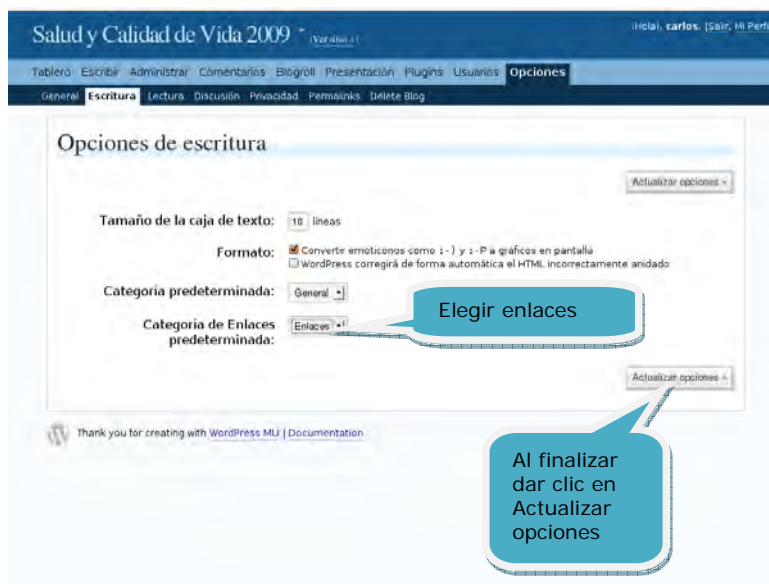 Salud y Calidad de Vida 2009
¡Hola!, carlos. [Salir, Mi Perfi
Tablero Escribir Administrar Comentarios Blogroll Presentación Plugins Usuarios Opciones
General Escritura Lectura Discusión Privacidad Permalinks Delete Blog
Opciones de escritura
Actualizar opciones »
Tamaño de la caja de texto: 10 líneas
Formato: Convertir emoticonos como :-) y :-P a gráficos en pantalla
WordPress corregirá de forma automática el HTML incorrectamente anidado
Categoría predeterminada: General
Categoría de Enlaces predeterminada: Enlaces
Elegir enlaces
Actualizar opciones »
Thank you for creating with WordPress MU | Documentation
Al finalizar
dar clic en
Actualizar
opciones